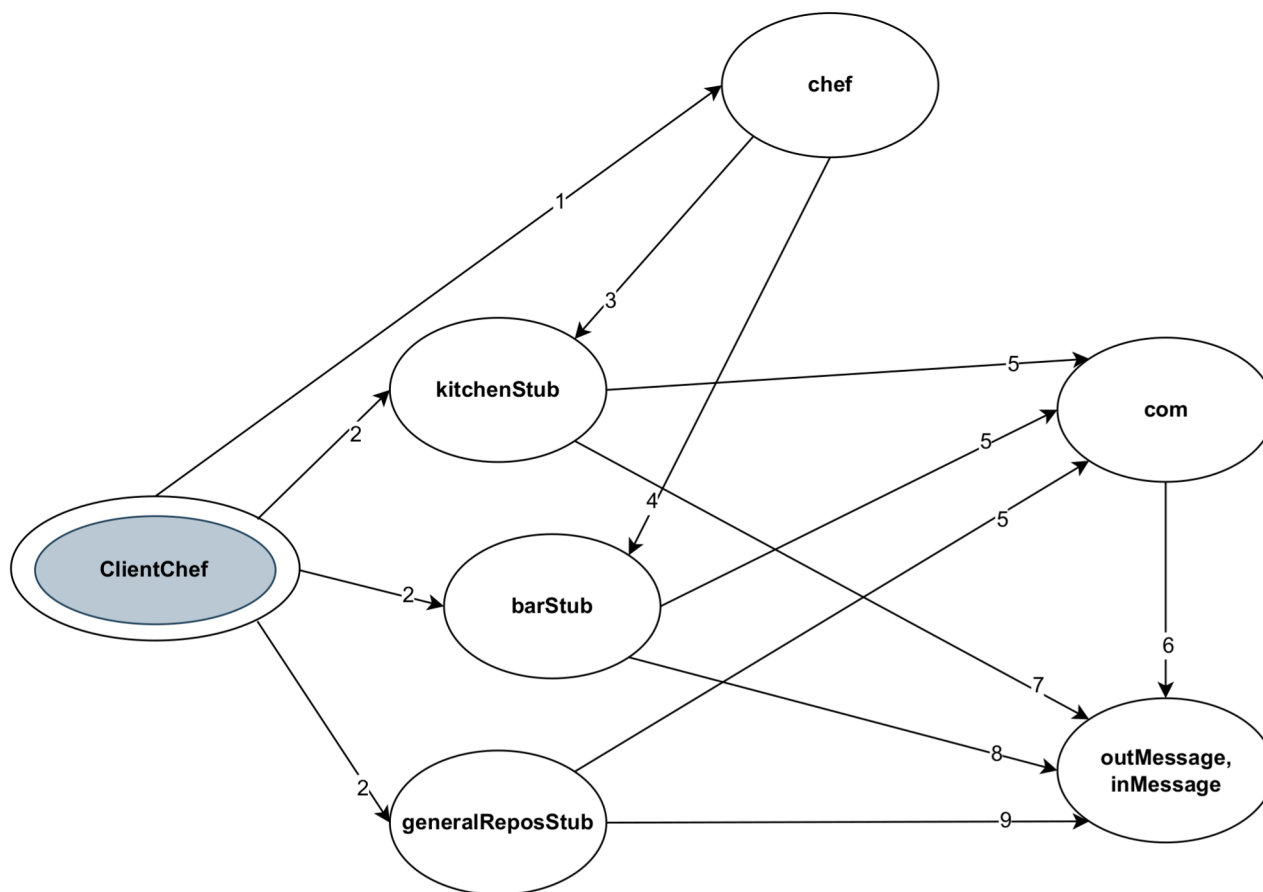 chef
1
3
kitchenStub
5
com
2
5
4
5
ClientChef
2
barStub
6
7
8
outMessage,
inMessage
2
generalReposStub
9